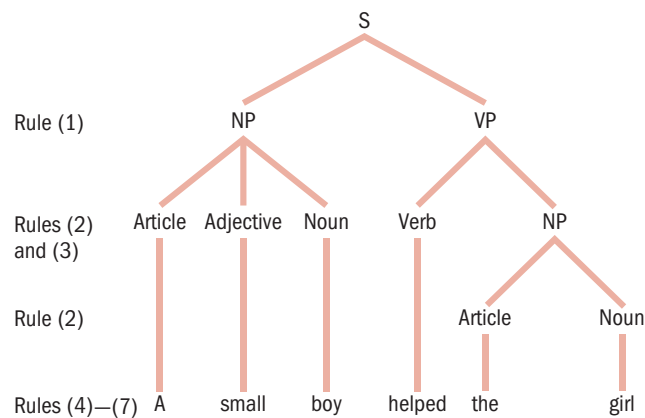 S
Rule (1) NP VP
Rules (2) Article Adjective Noun Verb NP
and (3)
Rule (2) Article Noun
Rules (4)—(7) A small boy helped the girl